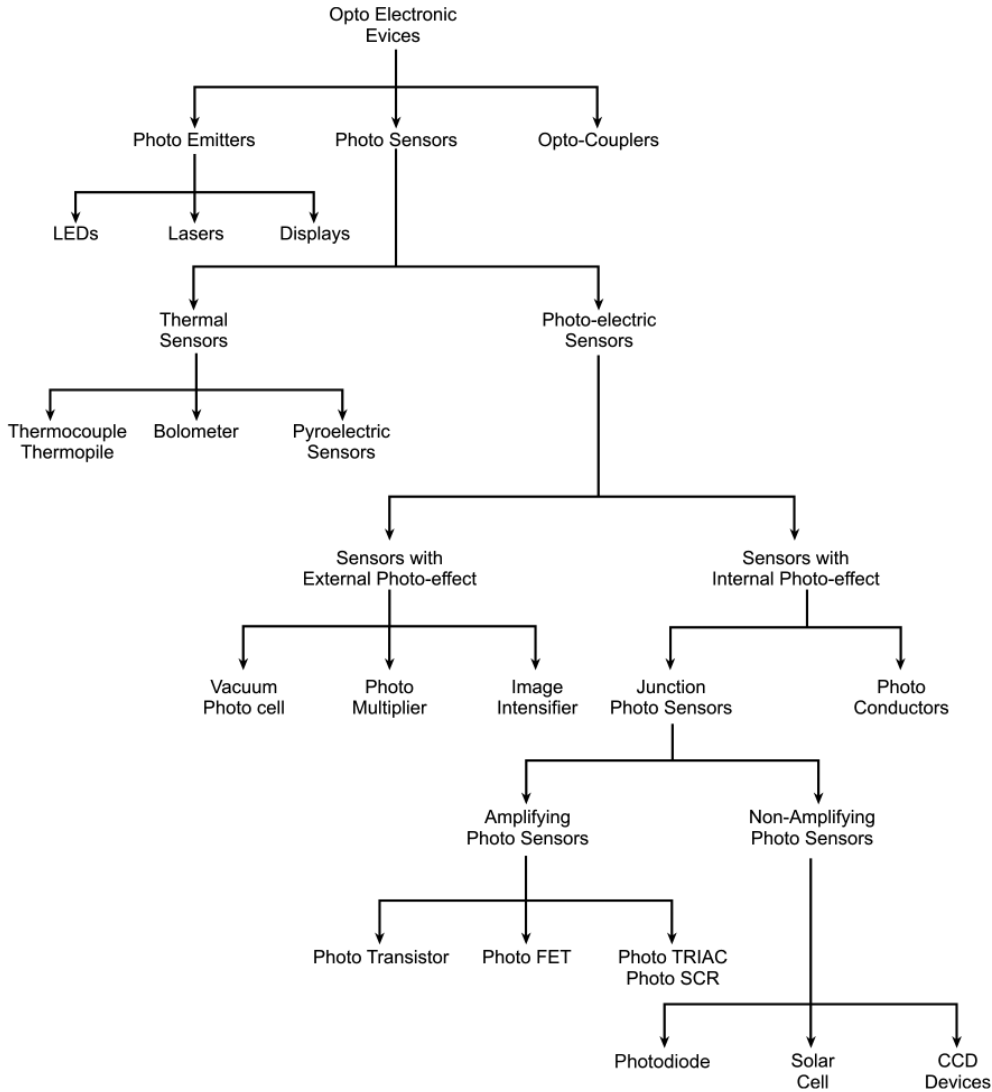 Opto Electronic
Evices
Photo Emitters
Photo Sensors
Opto-Couplers
LEDs
Lasers
Displays
Thermal
Sensors
Photo-electric
Sensors
Thermocouple
Thermopile
Bolometer
Pyroelectric
Sensors
Sensors with
External Photo-effect
Sensors with
Internal Photo-effect
Vacuum
Photo cell
Photo
Multiplier
Image
Intensifier
Junction
Photo Sensors
Photo
Conductors
Amplifying
Photo Sensors
Non-Amplifying
Photo Sensors
Photo Transistor
Photo FET
Photo TRIAC
Photo SCR
Photodiode
Solar
Cell
CCD
Devices